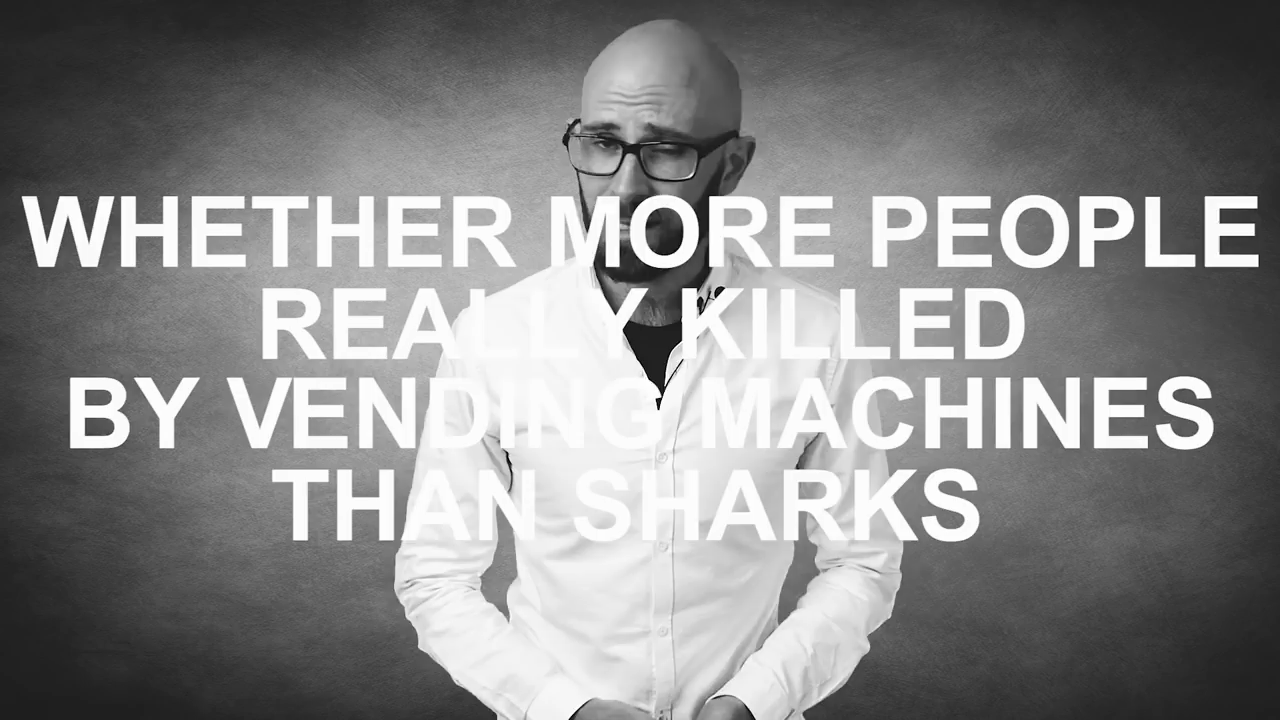 WHETHER MORE PEOPLE
REALLY KILLED
BY VENDING MACHINES
THAN SHARKS